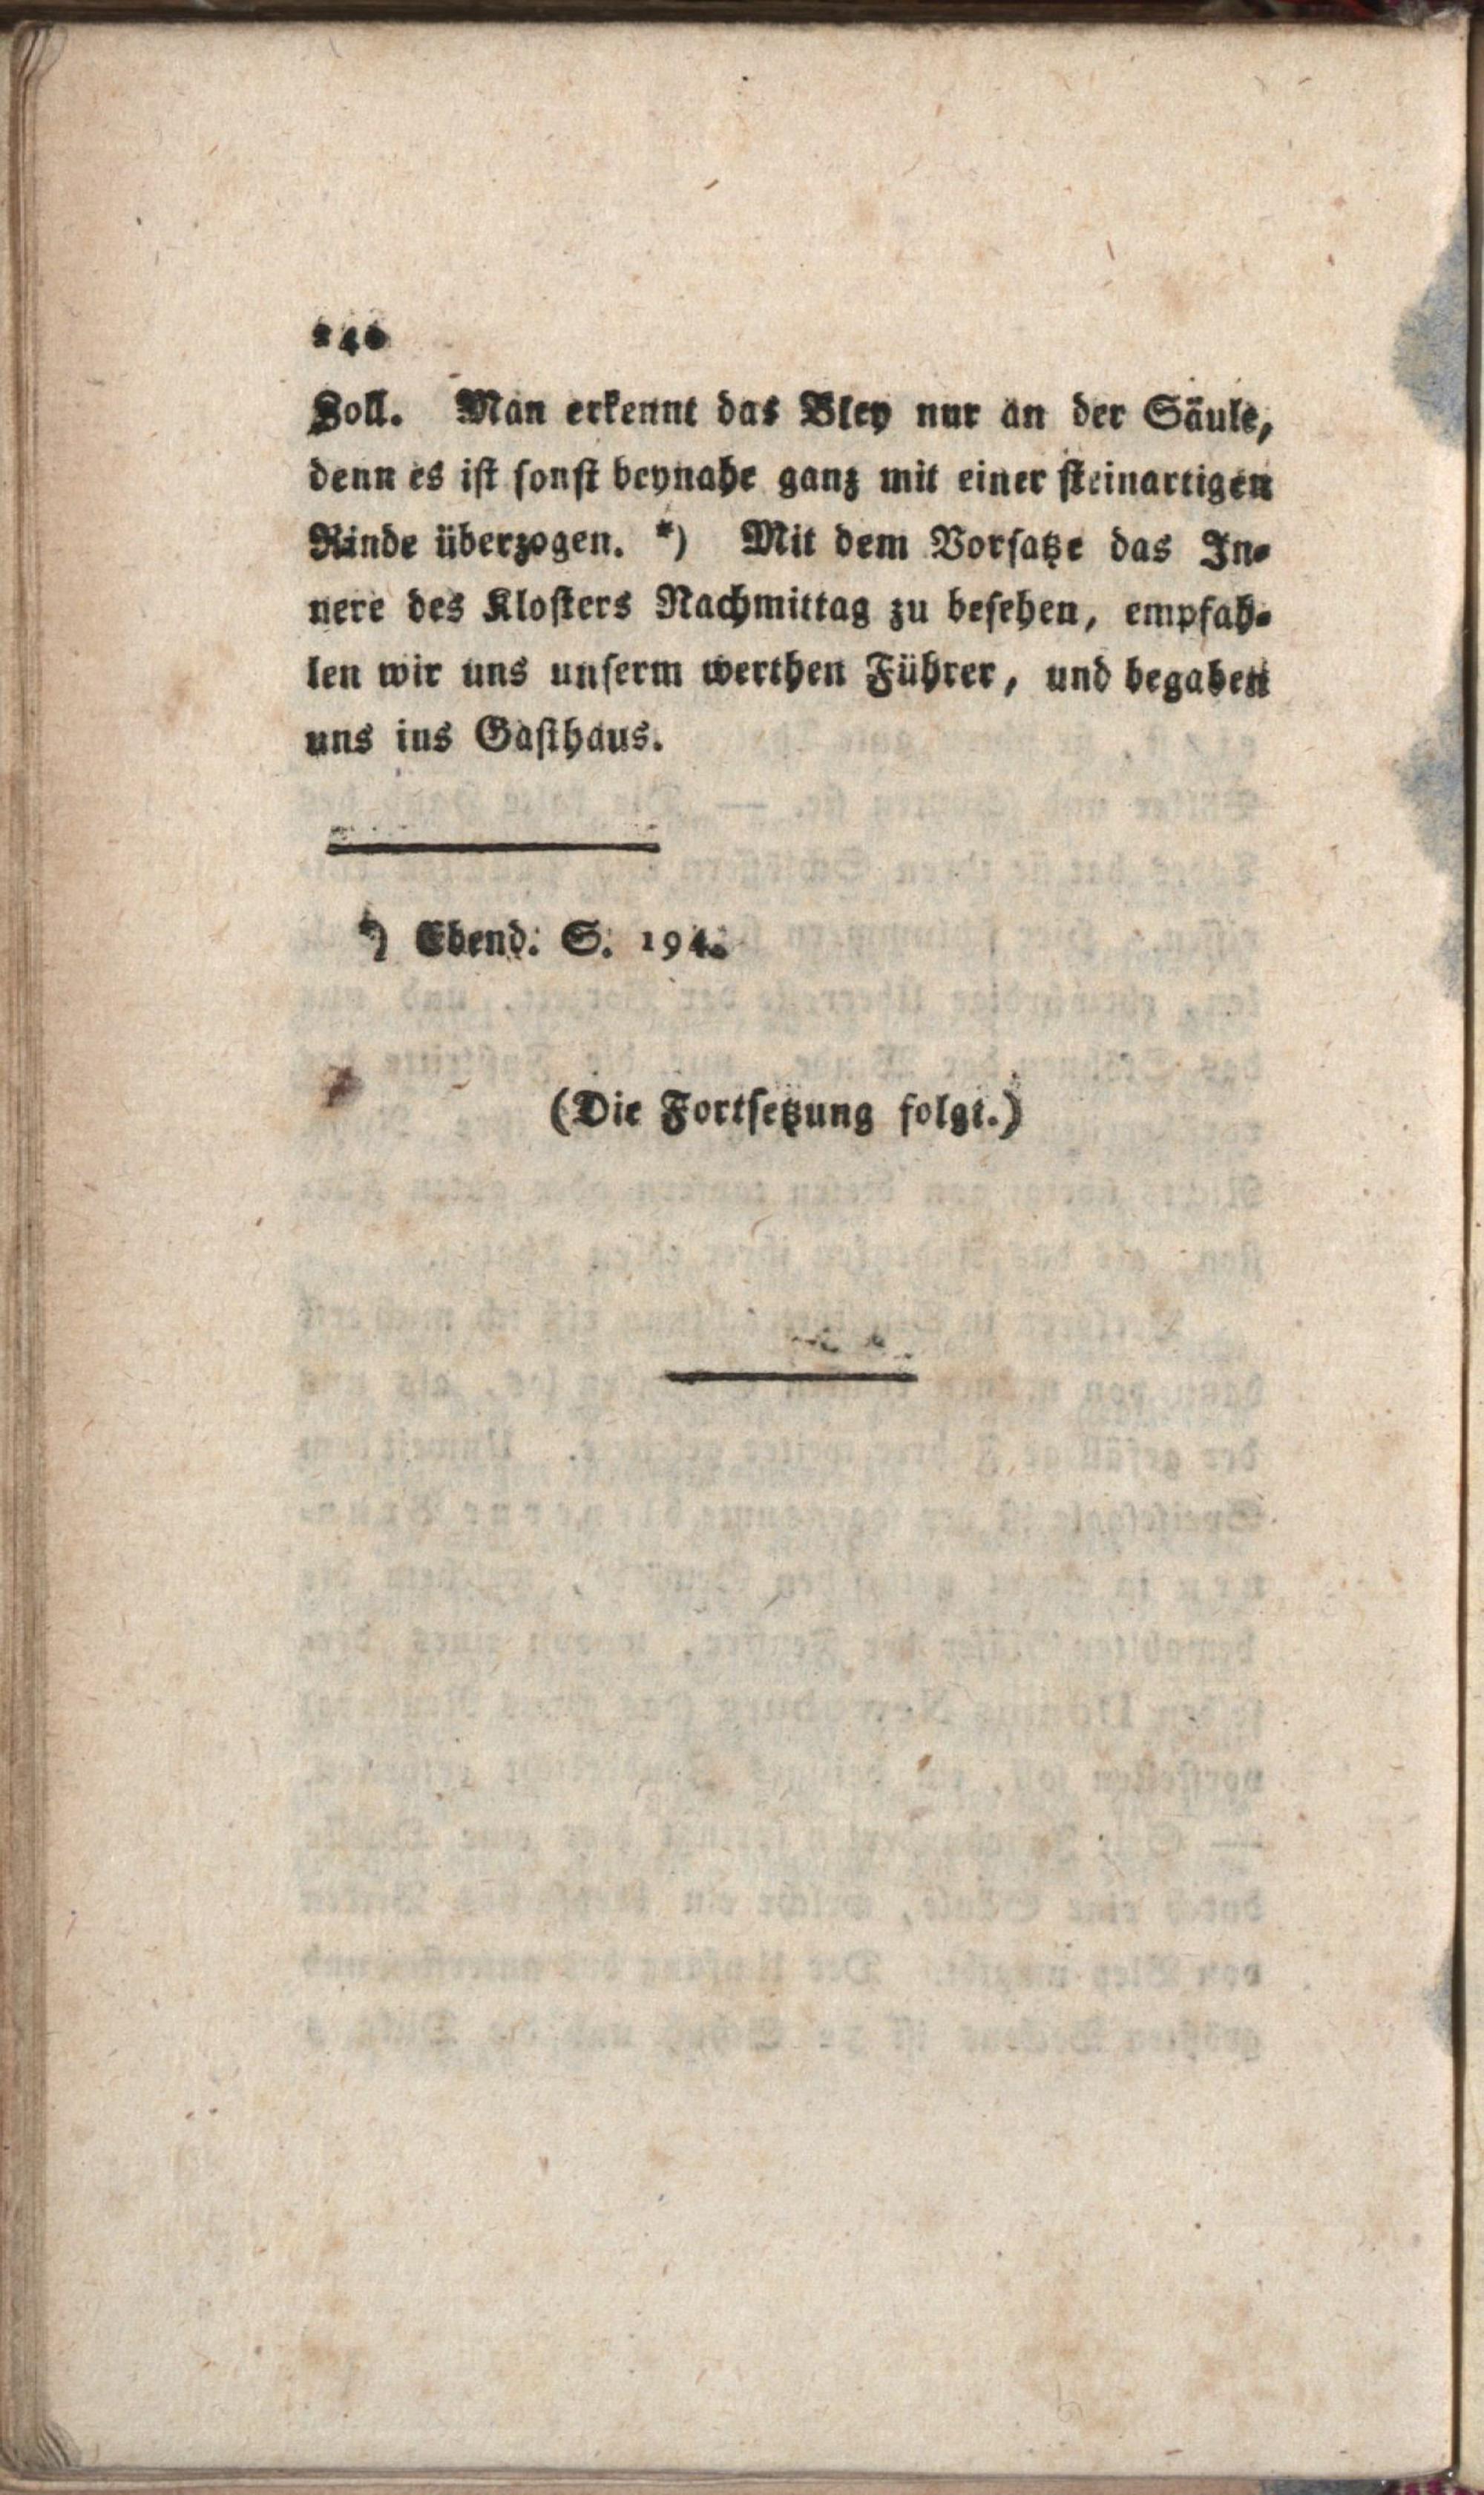 240
Zoll. Man erkennt das Bley nur an der Säule,
denn es ist sonst beynahe ganz mit einer steinartigen
Rinde überzogen. *) Mit dem Vorsatze das In-
nere des Klosters Nachmittag zu besehen, empfah-
len wir uns unserm werthen Führer, und begaben
uns ins Gasthaus.
*) Ebend. S. 194.
(Die Fortsetzung folgt.)